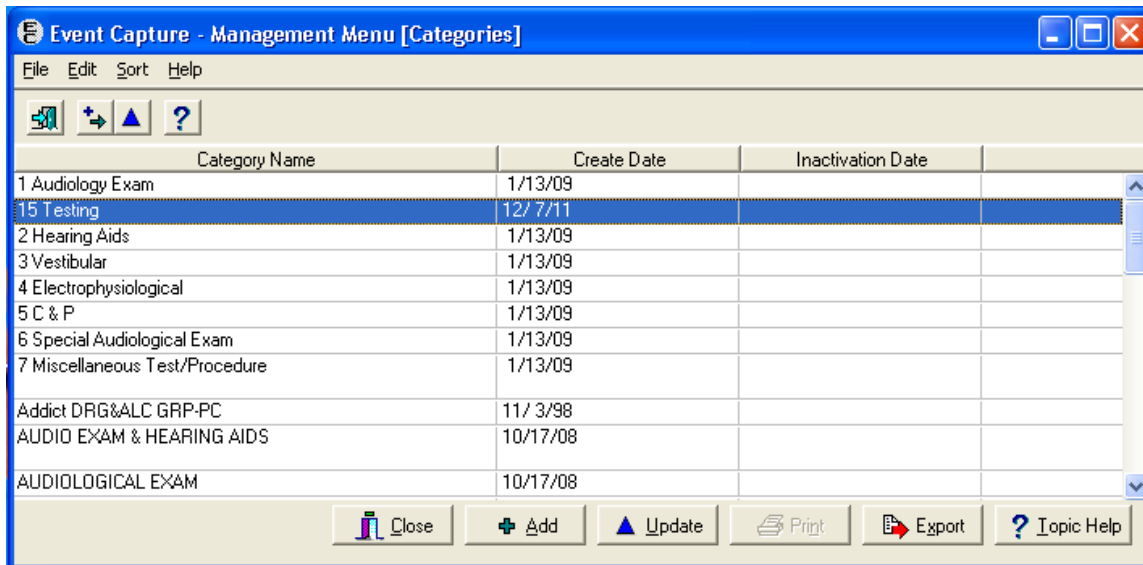 Event Capture - Management Menu [Categories]
File Edit Sort Help
Category Name Create Date Inactivation Date
1 Audiology Exam 1/13/09
15 Testing 12/ 7/11
2 Hearing Aids 1/13/09
3 Vestibular 1/13/09
4 Electrophysiological 1/13/09
5 C & P 1/13/09
6 Special Audiological Exam 1/13/09
7 Miscellaneous Test/Procedure 1/13/09
Addict DRG&ALC GRP-PC 11/ 3/98
AUDIO EXAM & HEARING AIDS 10/17/08
AUDIOLOGICAL EXAM 10/17/08
Close Add Update Print Export ? Topic Help